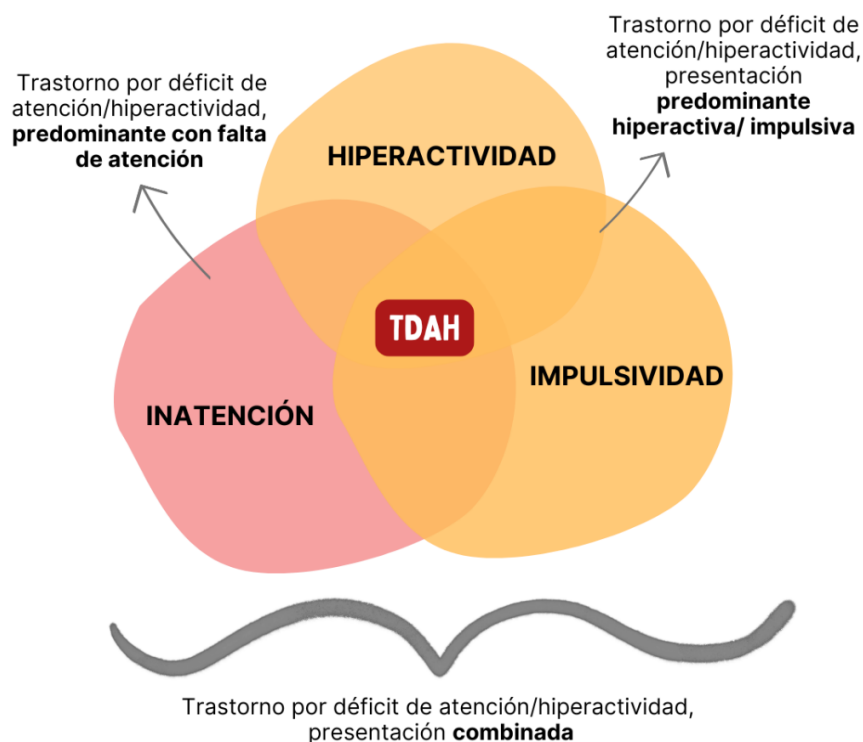 Trastorno por déficit de
atención/hiperactividad,
predominante con falta
de atención
Trastorno por déficit de
atención/hiperactividad,
presentación
predominante
hiperactiva/ impulsiva
HIPERACTIVIDAD
TDAH
IMPULSIVIDAD
INATENCIÓN
Trastorno por déficit de atención/hiperactividad,
presentación combinada